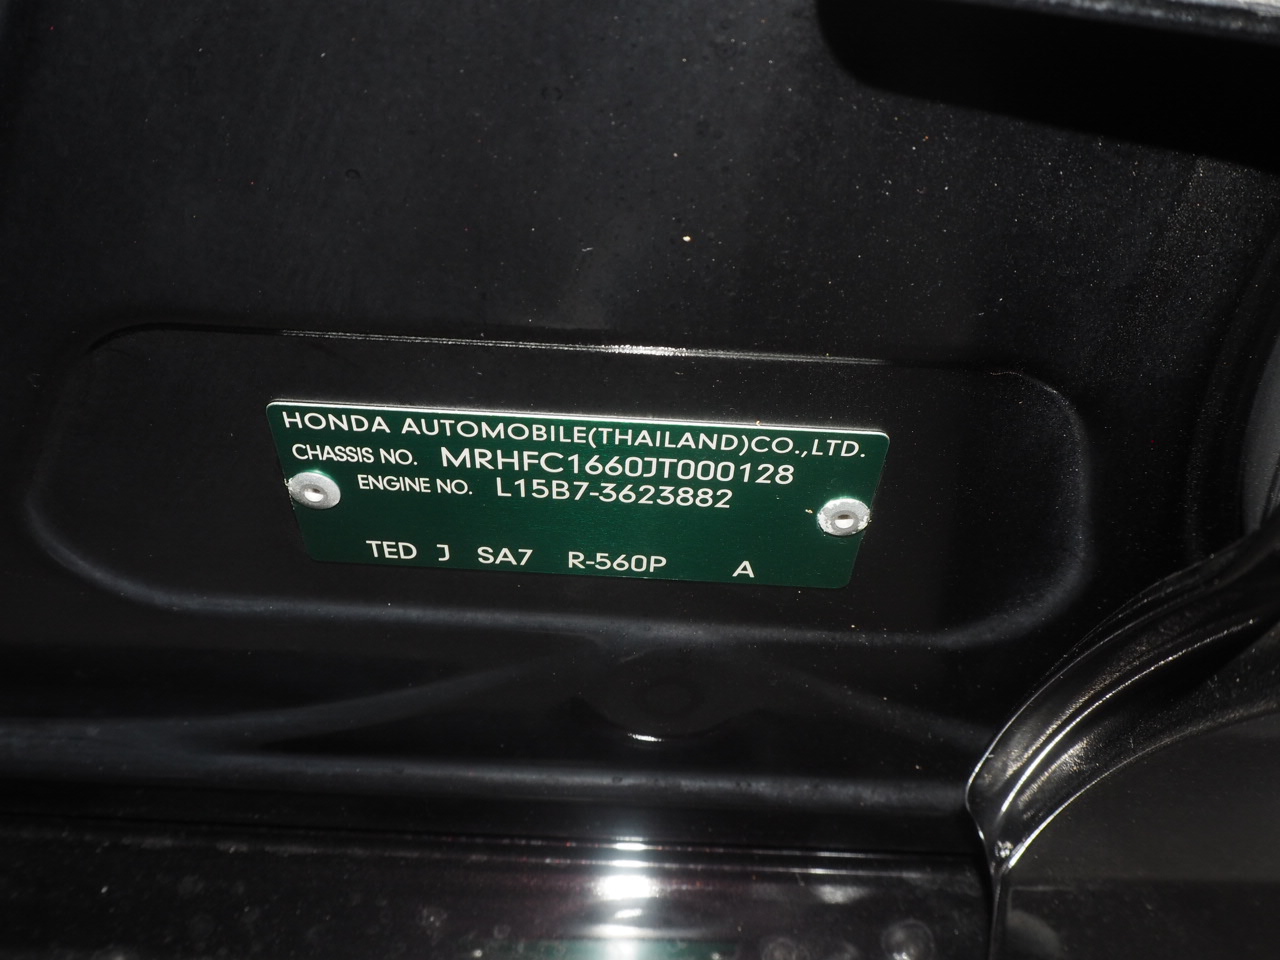 HONDA AUTOMOBILE(THAILAND)CO.,LTD.
CHASSIS NO. MRHFC1660JT000128
ENGINE NO. L15B7-3623882
TED J SA7 R-560P A